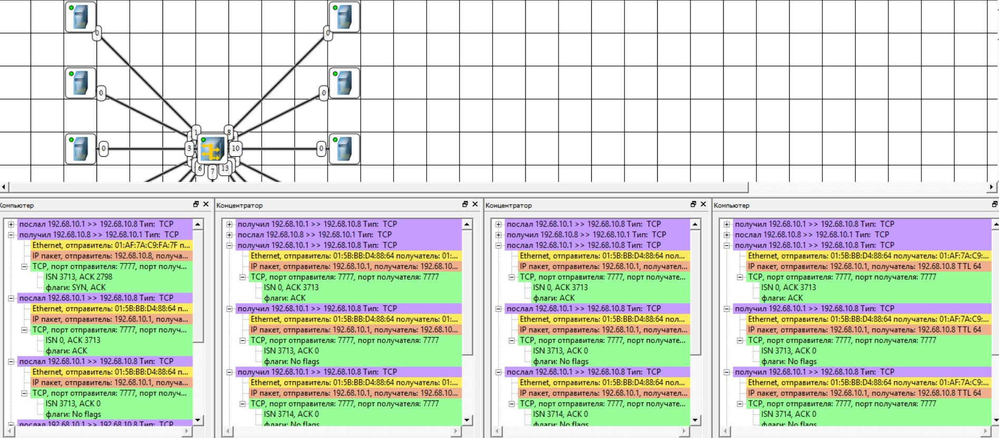 0
0
0
0
0
0
1
8
3
10
6
7
13
Компьютер
послал 192.68.10.1 >> 192.68.10.8 Тип: TCP
получил 192.68.10.8 >> 192.68.10.1 Тип: TCP
Ethernet, отправитель: 01:AF:7A:C9:FA:7F п...
IP пакет, отправитель: 192.68.10.8, получа...
TCP, порт отправителя: 7777, порт получ...
ISN 3713, ACK 2798
флаги: SYN, ACK
послал 192.68.10.1 >> 192.68.10.8 Тип: TCP
Ethernet, отправитель: 01:5B:BB:D4:88:64 п...
IP пакет, отправитель: 192.68.10.1, получа...
TCP, порт отправителя: 7777, порт получ...
ISN 0, ACK 3713
флаги: ACK
послал 192.68.10.1 >> 192.68.10.8 Тип: TCP
Ethernet, отправитель: 01:5B:BB:D4:88:64 п...
IP пакет, отправитель: 192.68.10.1, получа...
TCP, порт отправителя: 7777, порт получ...
ISN 3713, ACK 0
флаги: No flags
послал 192.68.10.1 >> 192.68.10.8 Тип: TCP
Концентратор
получил 192.68.10.1 >> 192.68.10.8 Тип: TCP
послал 192.68.10.8 >> 192.68.10.1 Тип: TCP
получил 192.68.10.1 >> 192.68.10.8 Тип: TCP
Ethernet, отправитель: 01:5B:BB:D4:88:64 получатель: 01:...
IP пакет, отправитель: 192.68.10.1, получатель: 192.68.10...
TCP, порт отправителя: 7777, порт получателя: 7777
ISN 0, ACK 3713
флаги: ACK
получил 192.68.10.1 >> 192.68.10.8 Тип: TCP
Ethernet, отправитель: 01:5B:BB:D4:88:64 получатель: 01:...
IP пакет, отправитель: 192.68.10.1, получатель: 192.68.10...
TCP, порт отправителя: 7777, порт получателя: 7777
ISN 3713, ACK 0
флаги: No flags
получил 192.68.10.1 >> 192.68.10.8 Тип: TCP
Ethernet, отправитель: 01:5B:BB:D4:88:64 получатель: 01:...
IP пакет, отправитель: 192.68.10.1, получатель: 192.68.10...
TCP, порт отправителя: 7777, порт получателя: 7777
ISN 3714, ACK 0
флаги: No flags
Концентратор
послал 192.68.10.1 >> 192.68.10.8 Тип: TCP
получил 192.68.10.8 >> 192.68.10.1 Тип: TCP
послал 192.68.10.1 >> 192.68.10.8 Тип: TCP
Ethernet, отправитель: 01:5B:BB:D4:88:64 пол...
IP пакет, отправитель: 192.68.10.1, получател...
TCP, порт отправителя: 7777, порт получате...
ISN 0, ACK 3713
флаги: ACK
послал 192.68.10.1 >> 192.68.10.8 Тип: TCP
Ethernet, отправитель: 01:5B:BB:D4:88:64 пол...
IP пакет, отправитель: 192.68.10.1, получател...
TCP, порт отправителя: 7777, порт получате...
ISN 3713, ACK 0
флаги: No flags
послал 192.68.10.1 >> 192.68.10.8 Тип: TCP
Ethernet, отправитель: 01:5B:BB:D4:88:64 пол...
IP пакет, отправитель: 192.68.10.1, получател...
TCP, порт отправителя: 7777, порт получате...
ISN 3714, ACK 0
флаги: No flags
Компьютер
получил 192.68.10.1 >> 192.68.10.8 Тип: TCP
послал 192.68.10.8 >> 192.68.10.1 Тип: TCP
получил 192.68.10.1 >> 192.68.10.8 Тип: TCP
Ethernet, отправитель: 01:5B:BB:D4:88:64 получатель: 01:AF:7A:C9:...
IP пакет, отправитель: 192.68.10.1, получатель: 192.68.10.8 TTL 64
TCP, порт отправителя: 7777, порт получателя: 7777
ISN 0, ACK 3713
флаги: ACK
получил 192.68.10.1 >> 192.68.10.8 Тип: TCP
Ethernet, отправитель: 01:5B:BB:D4:88:64 получатель: 01:AF:7A:C9:...
IP пакет, отправитель: 192.68.10.1, получатель: 192.68.10.8 TTL 64
TCP, порт отправителя: 7777, порт получателя: 7777
ISN 3713, ACK 0
флаги: No flags
получил 192.68.10.1 >> 192.68.10.8 Тип: TCP
Ethernet, отправитель: 01:5B:BB:D4:88:64 получатель: 01:AF:7A:C9:...
IP пакет, отправитель: 192.68.10.1, получатель: 192.68.10.8 TTL 64
TCP, порт отправителя: 7777, порт получателя: 7777
ISN 3714, ACK 0
флаги: No flags